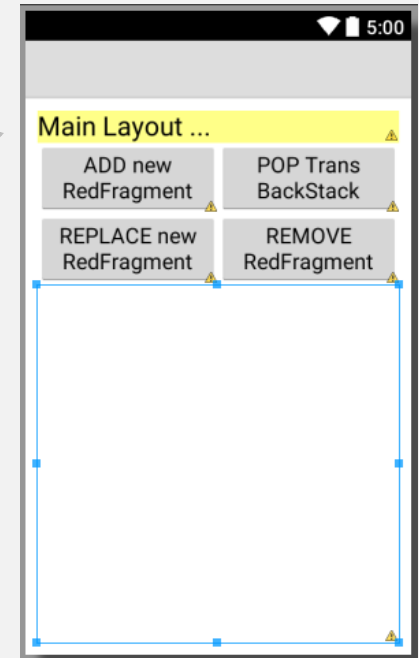 5:00
Main Layout ...
ADD new
RedFragment
POP Trans
BackStack
REPLACE new
RedFragment
REMOVE
RedFragment